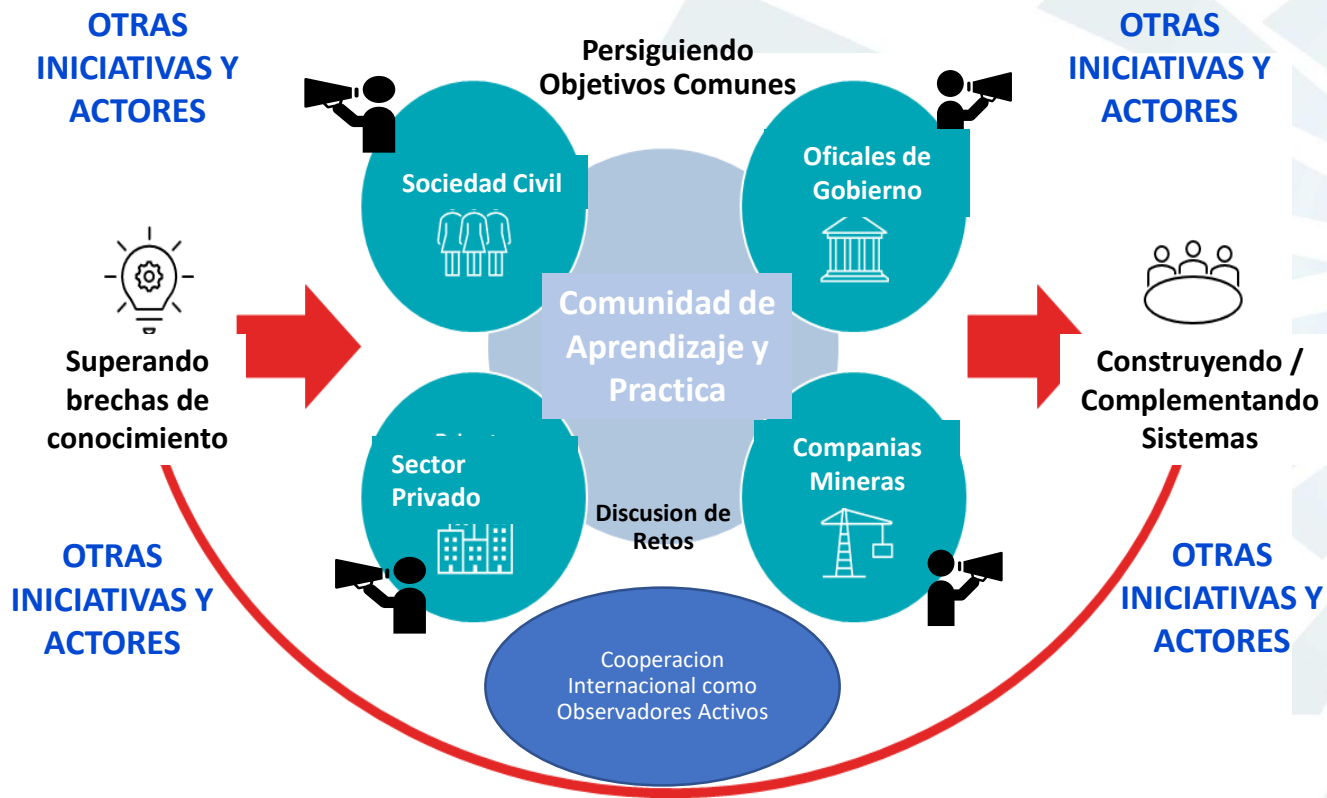 OTRAS
INICIATIVAS Y
ACTORES
Persiguiendo
Objetivos Comunes
OTRAS
INICIATIVAS Y
ACTORES
Sociedad Civil
Oficales de
Gobierno
Comunidad de
Aprendizaje y
Practica
Superando
brechas de
conocimiento
Construyendo /
Complementando
Sistemas
Sector
Privado
Companias
Mineras
Discusion de
Retos
OTRAS
INICIATIVAS Y
ACTORES
OTRAS
INICIATIVAS Y
ACTORES
Cooperacion
Internacional como
Observadores Activos